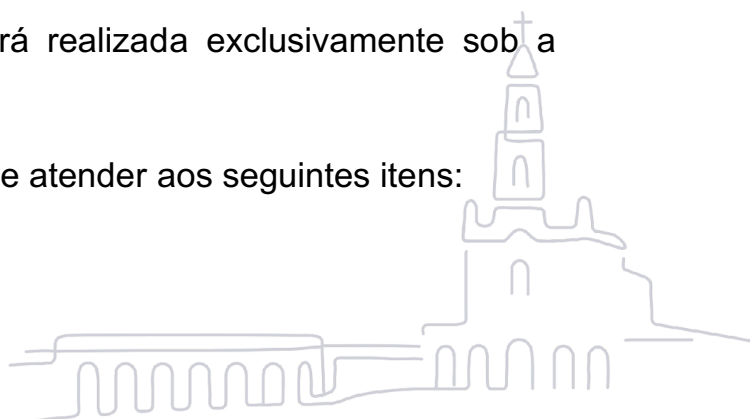 rá realizada exclusivamente sob a
e atender aos seguintes itens: